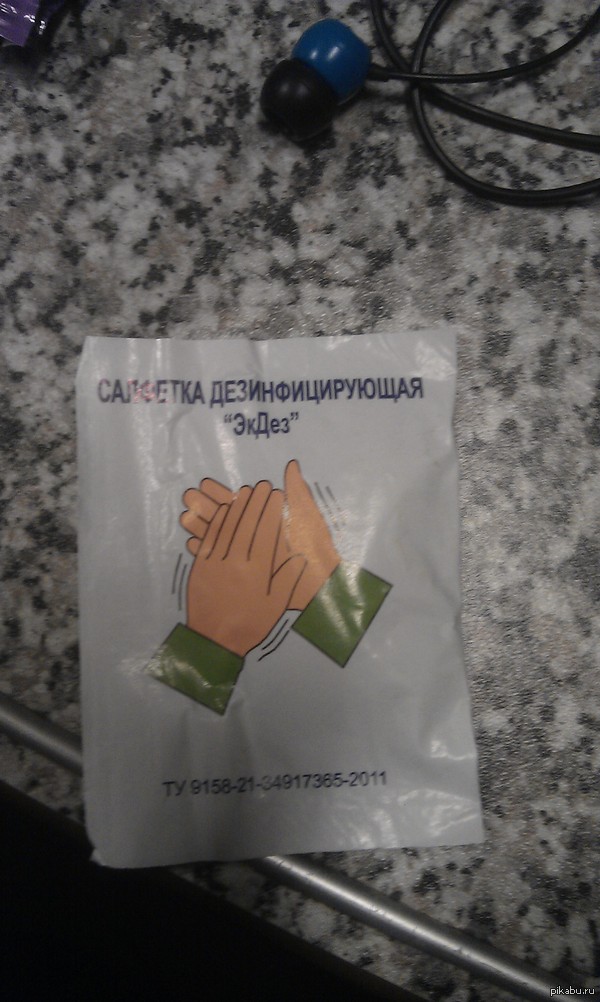 САЛФЕТКА ДЕЗИНФИЦИРУЮЩАЯ
"ЭкДез"
ТУ 9158-21-34917365-2011
pikabu.ru